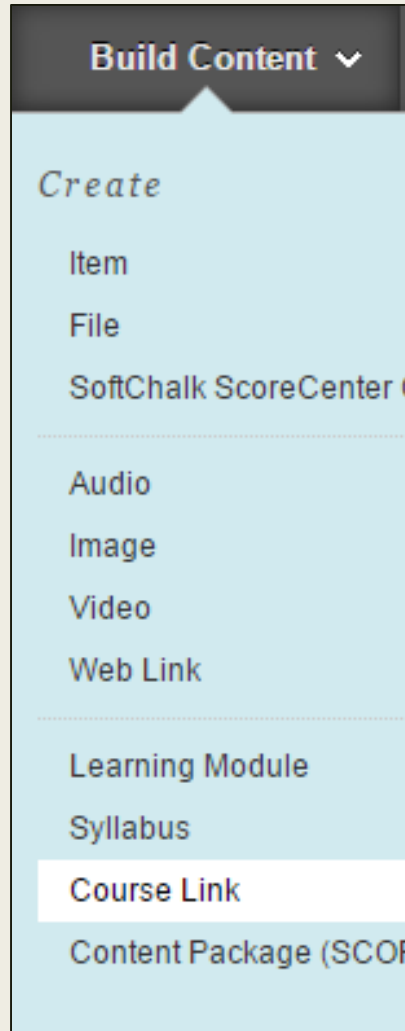 Build Content
Create
Item
File
SoftChalk ScoreCenter
Audio
Image
Video
Web Link
Learning Module
Syllabus
Course Link
Content Package